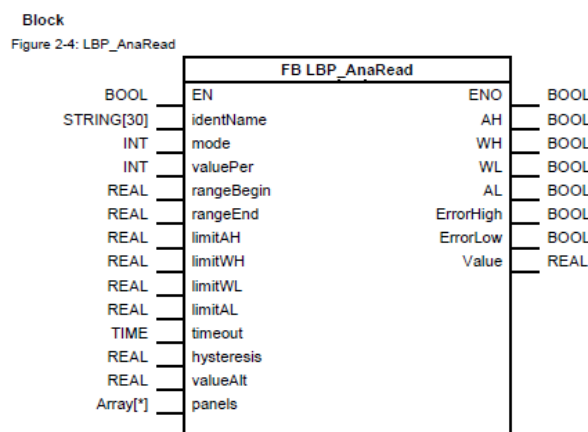 Block
Figure 2-4: LBP_AnaRead
FB LBP_AnaRead
BOOL EN ENO BOOL
STRING[30] identName AH BOOL
INT mode WH BOOL
INT valuePer WL BOOL
REAL rangeBegin AL BOOL
REAL rangeEnd ErrorHigh BOOL
REAL limitAH ErrorLow BOOL
REAL limitWH Value REAL
REAL limitWL
REAL limitAL
TIME timeout
REAL hysteresis
REAL valueAlt
Array[*] panels